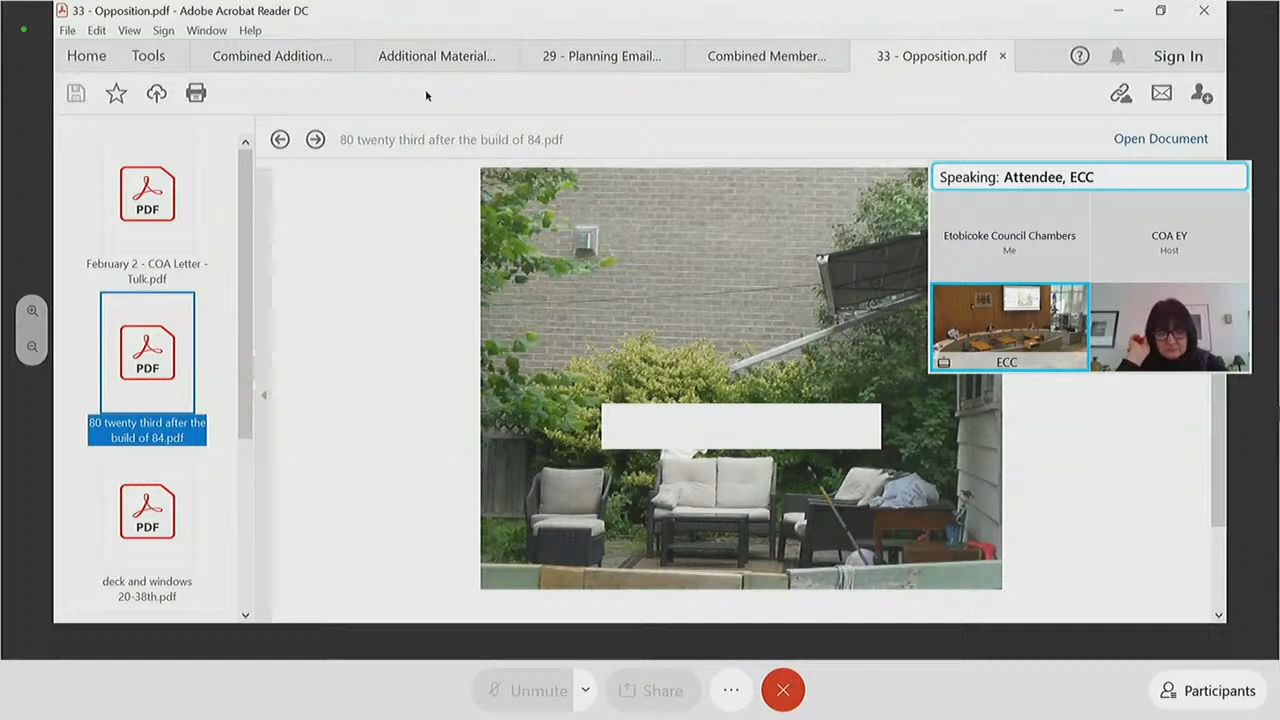 33 - Opposition.pdf - Adobe Acrobat Reader DC
File Edit View Sign Window Help
Home Tools Combined Addition... Additional Material... 29 - Planning Email... Combined Member... 33 - Opposition.pdf × Sign In
80 twenty third after the build of 84.pdf Open Document
PDF
February 2 - COA Letter -
Tulk.pdf
PDF
80 twenty third after the
build of 84.pdf
PDF
deck and windows
20-38th.pdf
Speaking: Attendee, ECC
Etobicoke Council Chambers
Me
COA EY
Host
ECC
Unmute Share ... Participants